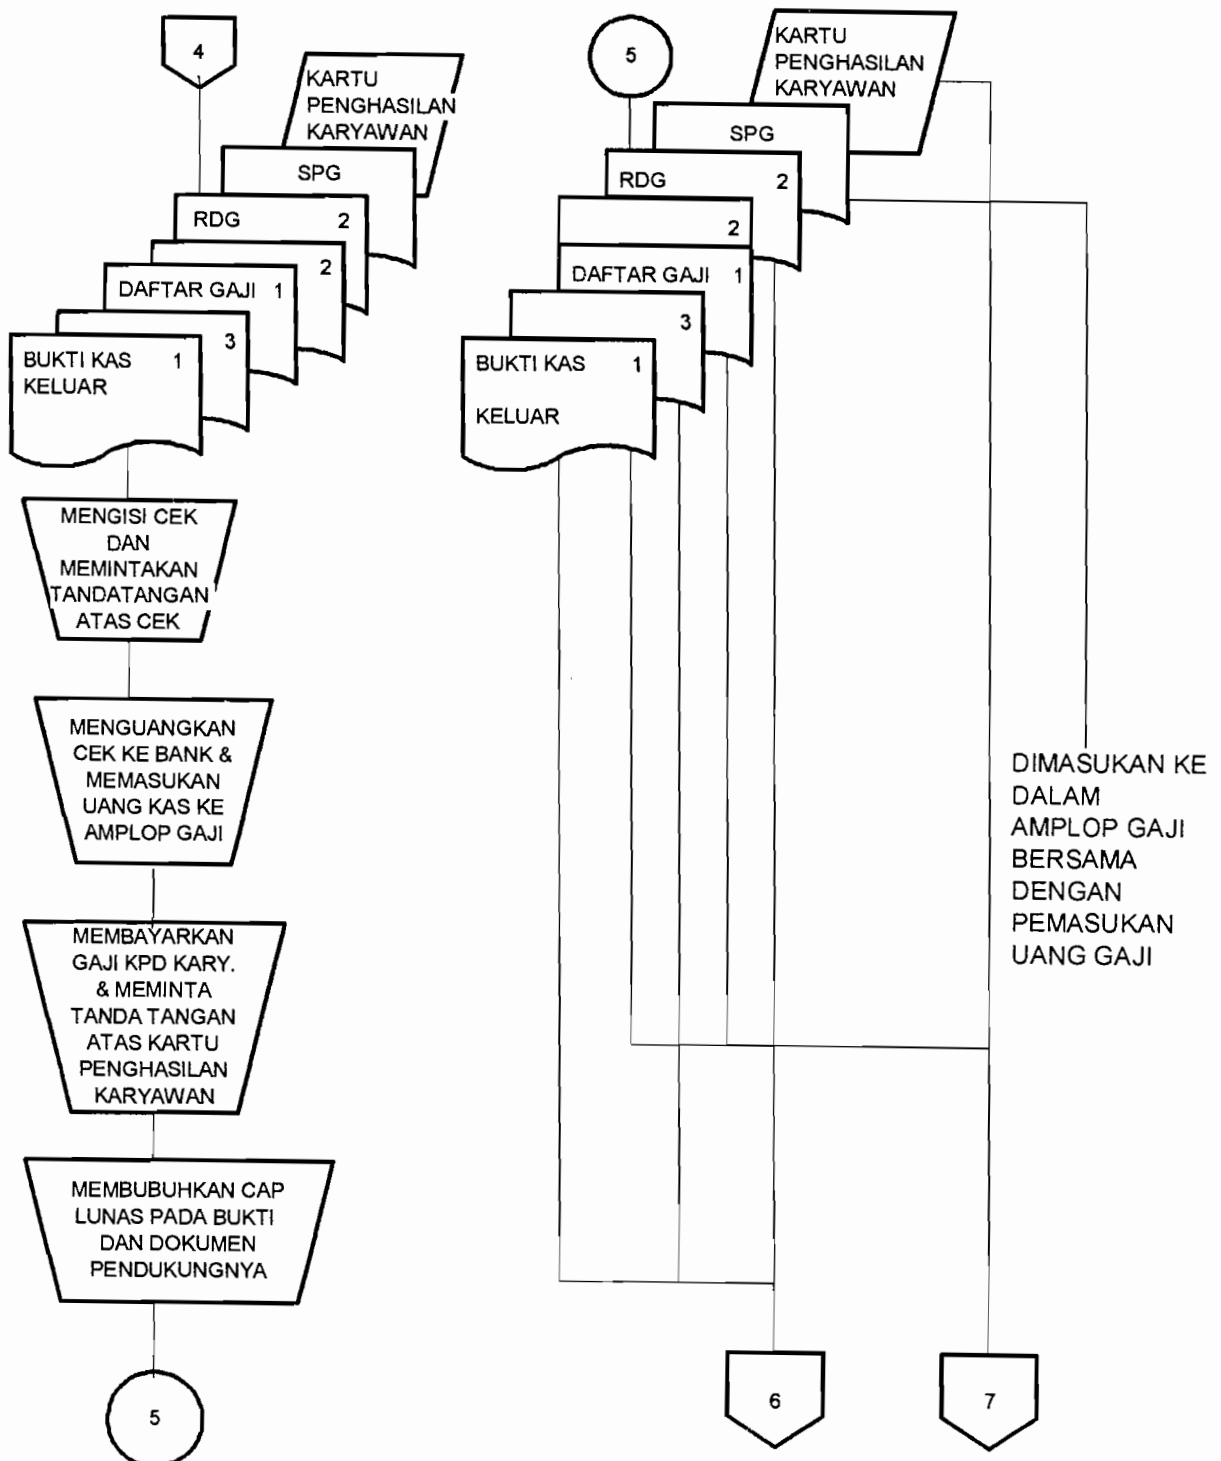 4
KARTU
PENGHASILAN
KARYAWAN
SPG
RDG 2
2
DAFTAR GAJI 1
3
BUKTI KAS 1
KELUAR
MENGISI CEK
DAN
MEMINTAKAN
TANDATANGAN
ATAS CEK
MENGUANGKAN
CEK KE BANK &
MEMASUKAN
UANG KAS KE
AMPLOP GAJI
MEMBAYARKAN
GAJI KPD KARY.
& MEMINTA
TANDA TANGAN
ATAS KARTU
PENGHASILAN
KARYAWAN
MEMBUBUHKAN CAP
LUNAS PADA BUKTI
DAN DOKUMEN
PENDUKUNGNYA
5
5
KARTU
PENGHASILAN
KARYAWAN
SPG
RDG 2
2
DAFTAR GAJI 1
3
BUKTI KAS 1
KELUAR
DIMASUKAN KE
DALAM
AMPLOP GAJI
BERSAMA
DENGAN
PEMASUKAN
UANG GAJI
6
7